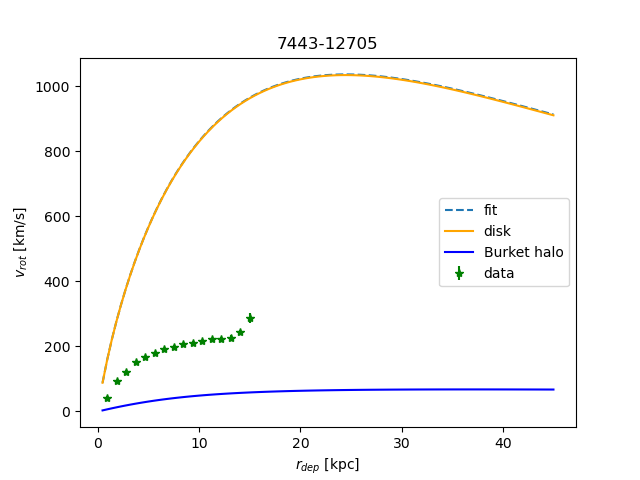 7443-12705
1000
800
600
400
200
0
v_rot [km/s]
fit
disk
Burket halo
data
0 10 20 30 40
r_dep [kpc]